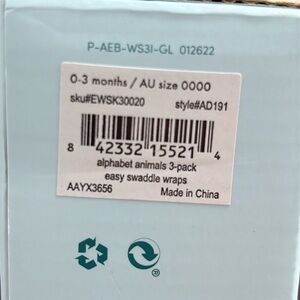 P-AEB-WS3I-GL 012622
0-3 months / AU size 0000
sku#EWSK30020 style#AD191
8 42332 15521 4
alphabet animals 3-pack
easy swaddle wraps
AAYX3656 Made in China